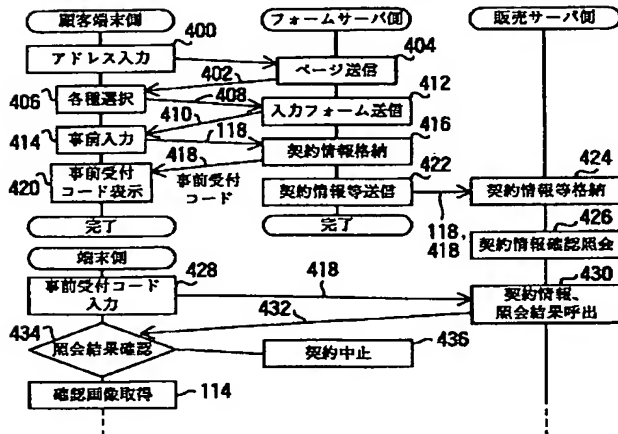 顧客端末側
フォームサーバ側
販売サーバ側
400
アドレス入力
404
402
ページ送信
406
各種選択
408
412
410
入力フォーム送信
414
事前入力
118
416
418
契約情報格納
420
事前受付
コード表示
事前受付
コード
422
契約情報等送信
424
契約情報等格納
完了
完了
118,
418
426
契約情報確認照会
端末側
428
事前受付コード
入力
418
430
契約情報、
照会結果呼出
432
434
照会結果確認
436
契約中止
確認画像取得
114